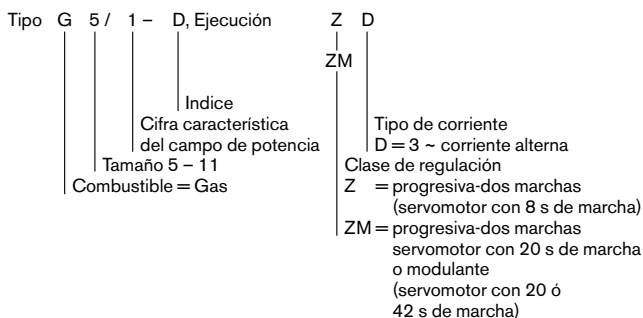 Tipo G 5 / 1 – D, Ejecución Z D
ZM
Indice
Cifra característica
del campo de potencia
Tamaño 5 – 11
Combustible = Gas
Tipo de corriente
D = 3 ~ corriente alterna
Clase de regulación
Z = progresiva-dos marchas
(servomotor con 8 s de marcha)
ZM = progresiva-dos marchas
servomotor con 20 s de marcha
o modulante
(servomotor con 20 ó
42 s de marcha)